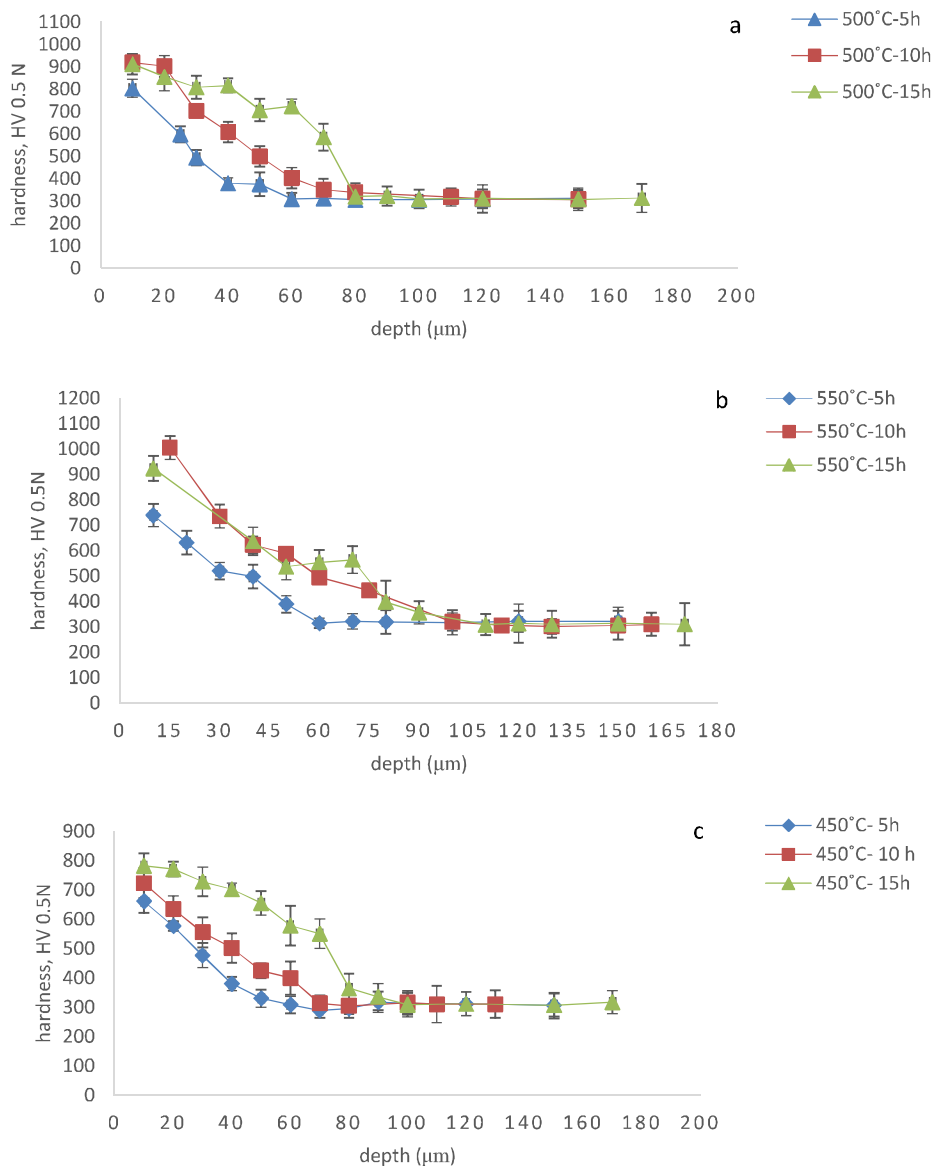 a
500˚C-5h
500˚C-10h
500˚C-15h
hardness, HV 0.5 N
1100
1000
900
800
700
600
500
400
300
200
100
0
0 20 40 60 80 100 120 140 160 180 200
depth (μm)
b
550˚C-5h
550˚C-10h
550˚C-15h
hardness, HV 0.5N
1200
1100
1000
900
800
700
600
500
400
300
200
100
0
0 15 30 45 60 75 90 105 120 135 150 165 180
depth (μm)
c
450˚C- 5h
450˚C- 10 h
450˚C- 15h
hardness, HV 0.5N
900
800
700
600
500
400
300
200
100
0
0 20 40 60 80 100 120 140 160 180 200
depth (μm)